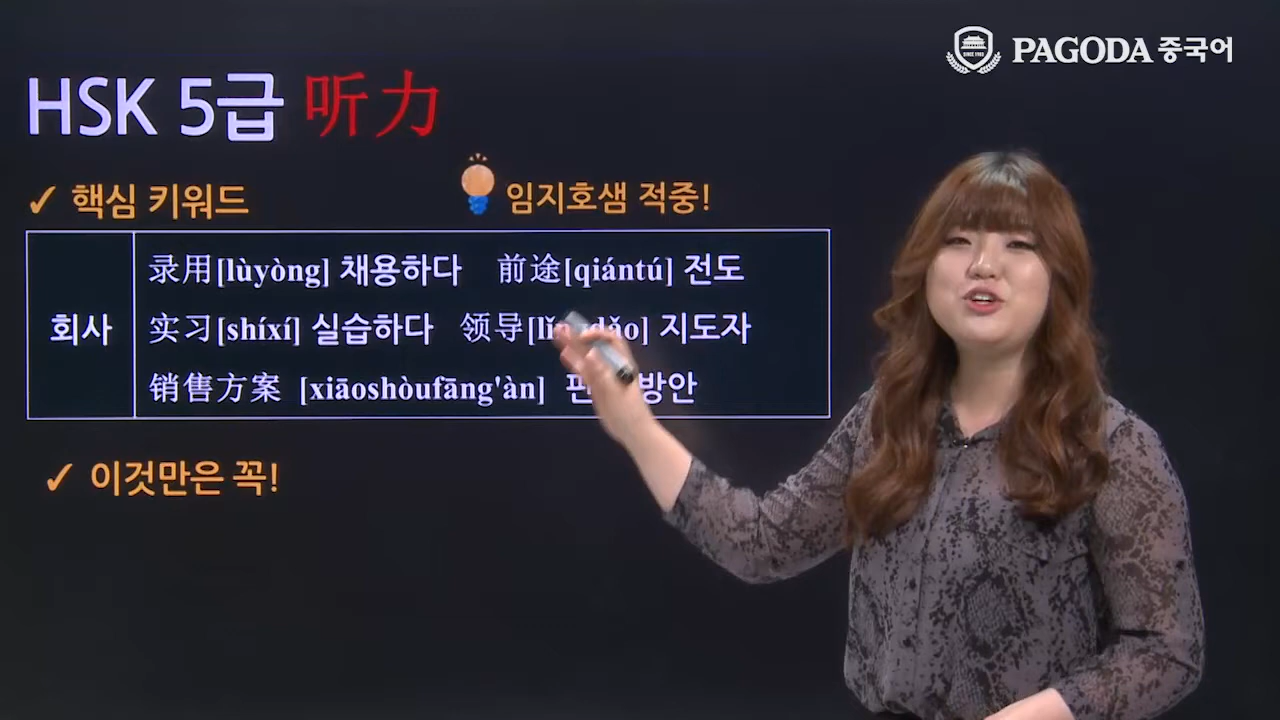 SINCE 1969
PAGODA 중국어
HSK 5급 听力
✓ 핵심 키워드
임지호샘 적중!
회사
录用[lùyòng] 채용하다 前途[qiántú] 전도
实习[shíxí] 실습하다 领导 지도자
销售方案 [xiāoshòufāng'àn] 방안
✓ 이것만은 꼭!